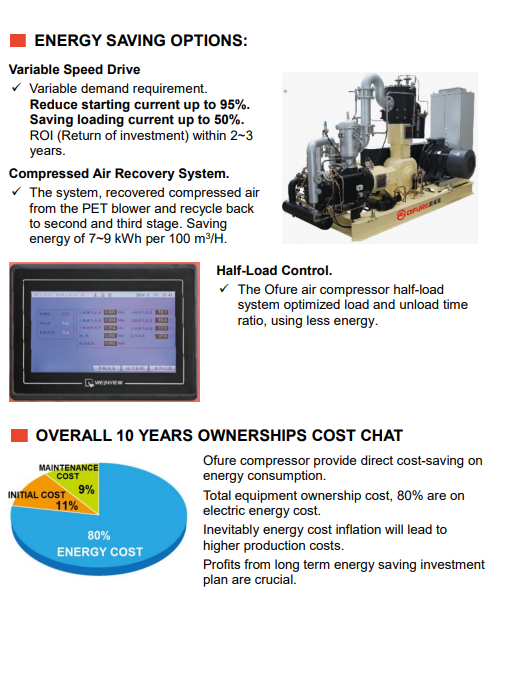 ENERGY SAVING OPTIONS:
Variable Speed Drive
✓ Variable demand requirement.
Reduce starting current up to 95%.
Saving loading current up to 50%.
ROI (Return of investment) within 2~3
years.
Compressed Air Recovery System.
✓ The system, recovered compressed air
from the PET blower and recycle back
to second and third stage. Saving
energy of 7~9 kWh per 100 m³/H.
OFURE
Half-Load Control.
✓ The Ofure air compressor half-load
system optimized load and unload time
ratio, using less energy.
WEINVIEW
OVERALL 10 YEARS OWNERSHIPS COST CHAT
MAINTENANCE
COST
9%
INITIAL COST
11%
80%
ENERGY COST
Ofure compressor provide direct cost-saving on
energy consumption.
Total equipment ownership cost, 80% are on
electric energy cost.
Inevitably energy cost inflation will lead to
higher production costs.
Profits from long term energy saving investment
plan are crucial.